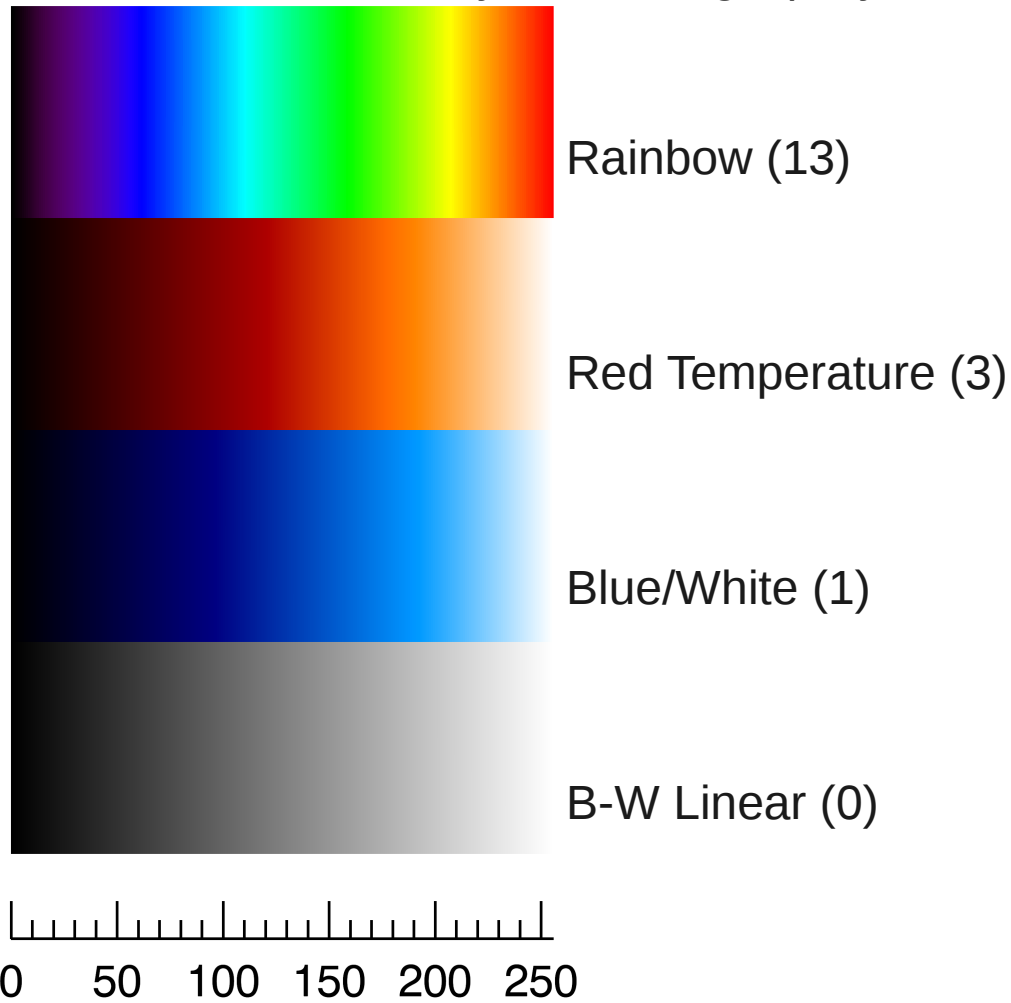 Rainbow (13)
Red Temperature (3)
Blue/White (1)
B-W Linear (0)
0 50 100 150 200 250